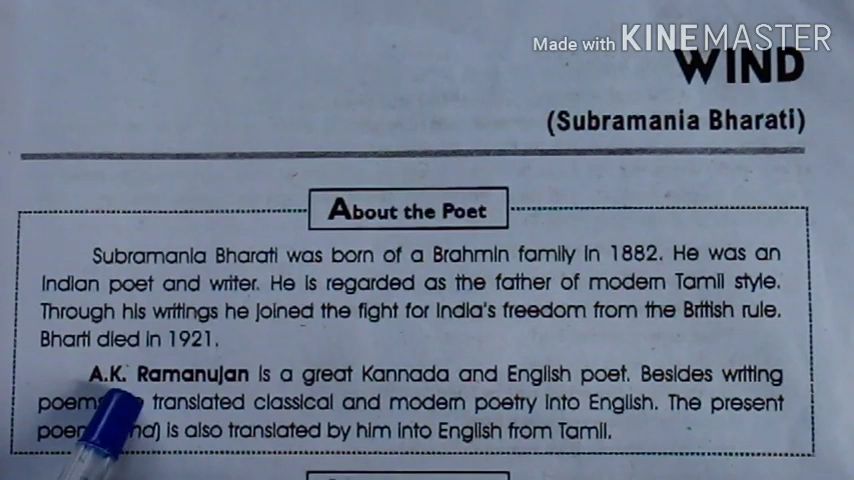 Made with KINEMASTER
WIND
(Subramania Bharati)
About the Poet
Subramania Bharati was born of a Brahmin family in 1882. He was an
Indian poet and writer. He is regarded as the father of modern Tamil style.
Through his writings he joined the fight for India's freedom from the British rule.
Bharti died in 1921.
A.K. Ramanujan is a great Kannada and English poet. Besides writing
translated classical and modern poetry into English. The present
is also translated by him into English from Tamil.